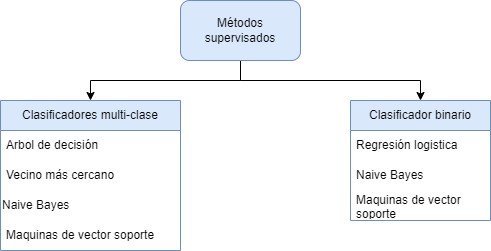 Métodos
supervisados
Clasificadores multi-clase
Arbol de decisión
Vecino más cercano
Naive Bayes
Maquinas de vector soporte
Clasificador binario
Regresión logistica
Naive Bayes
Maquinas de vector
soporte